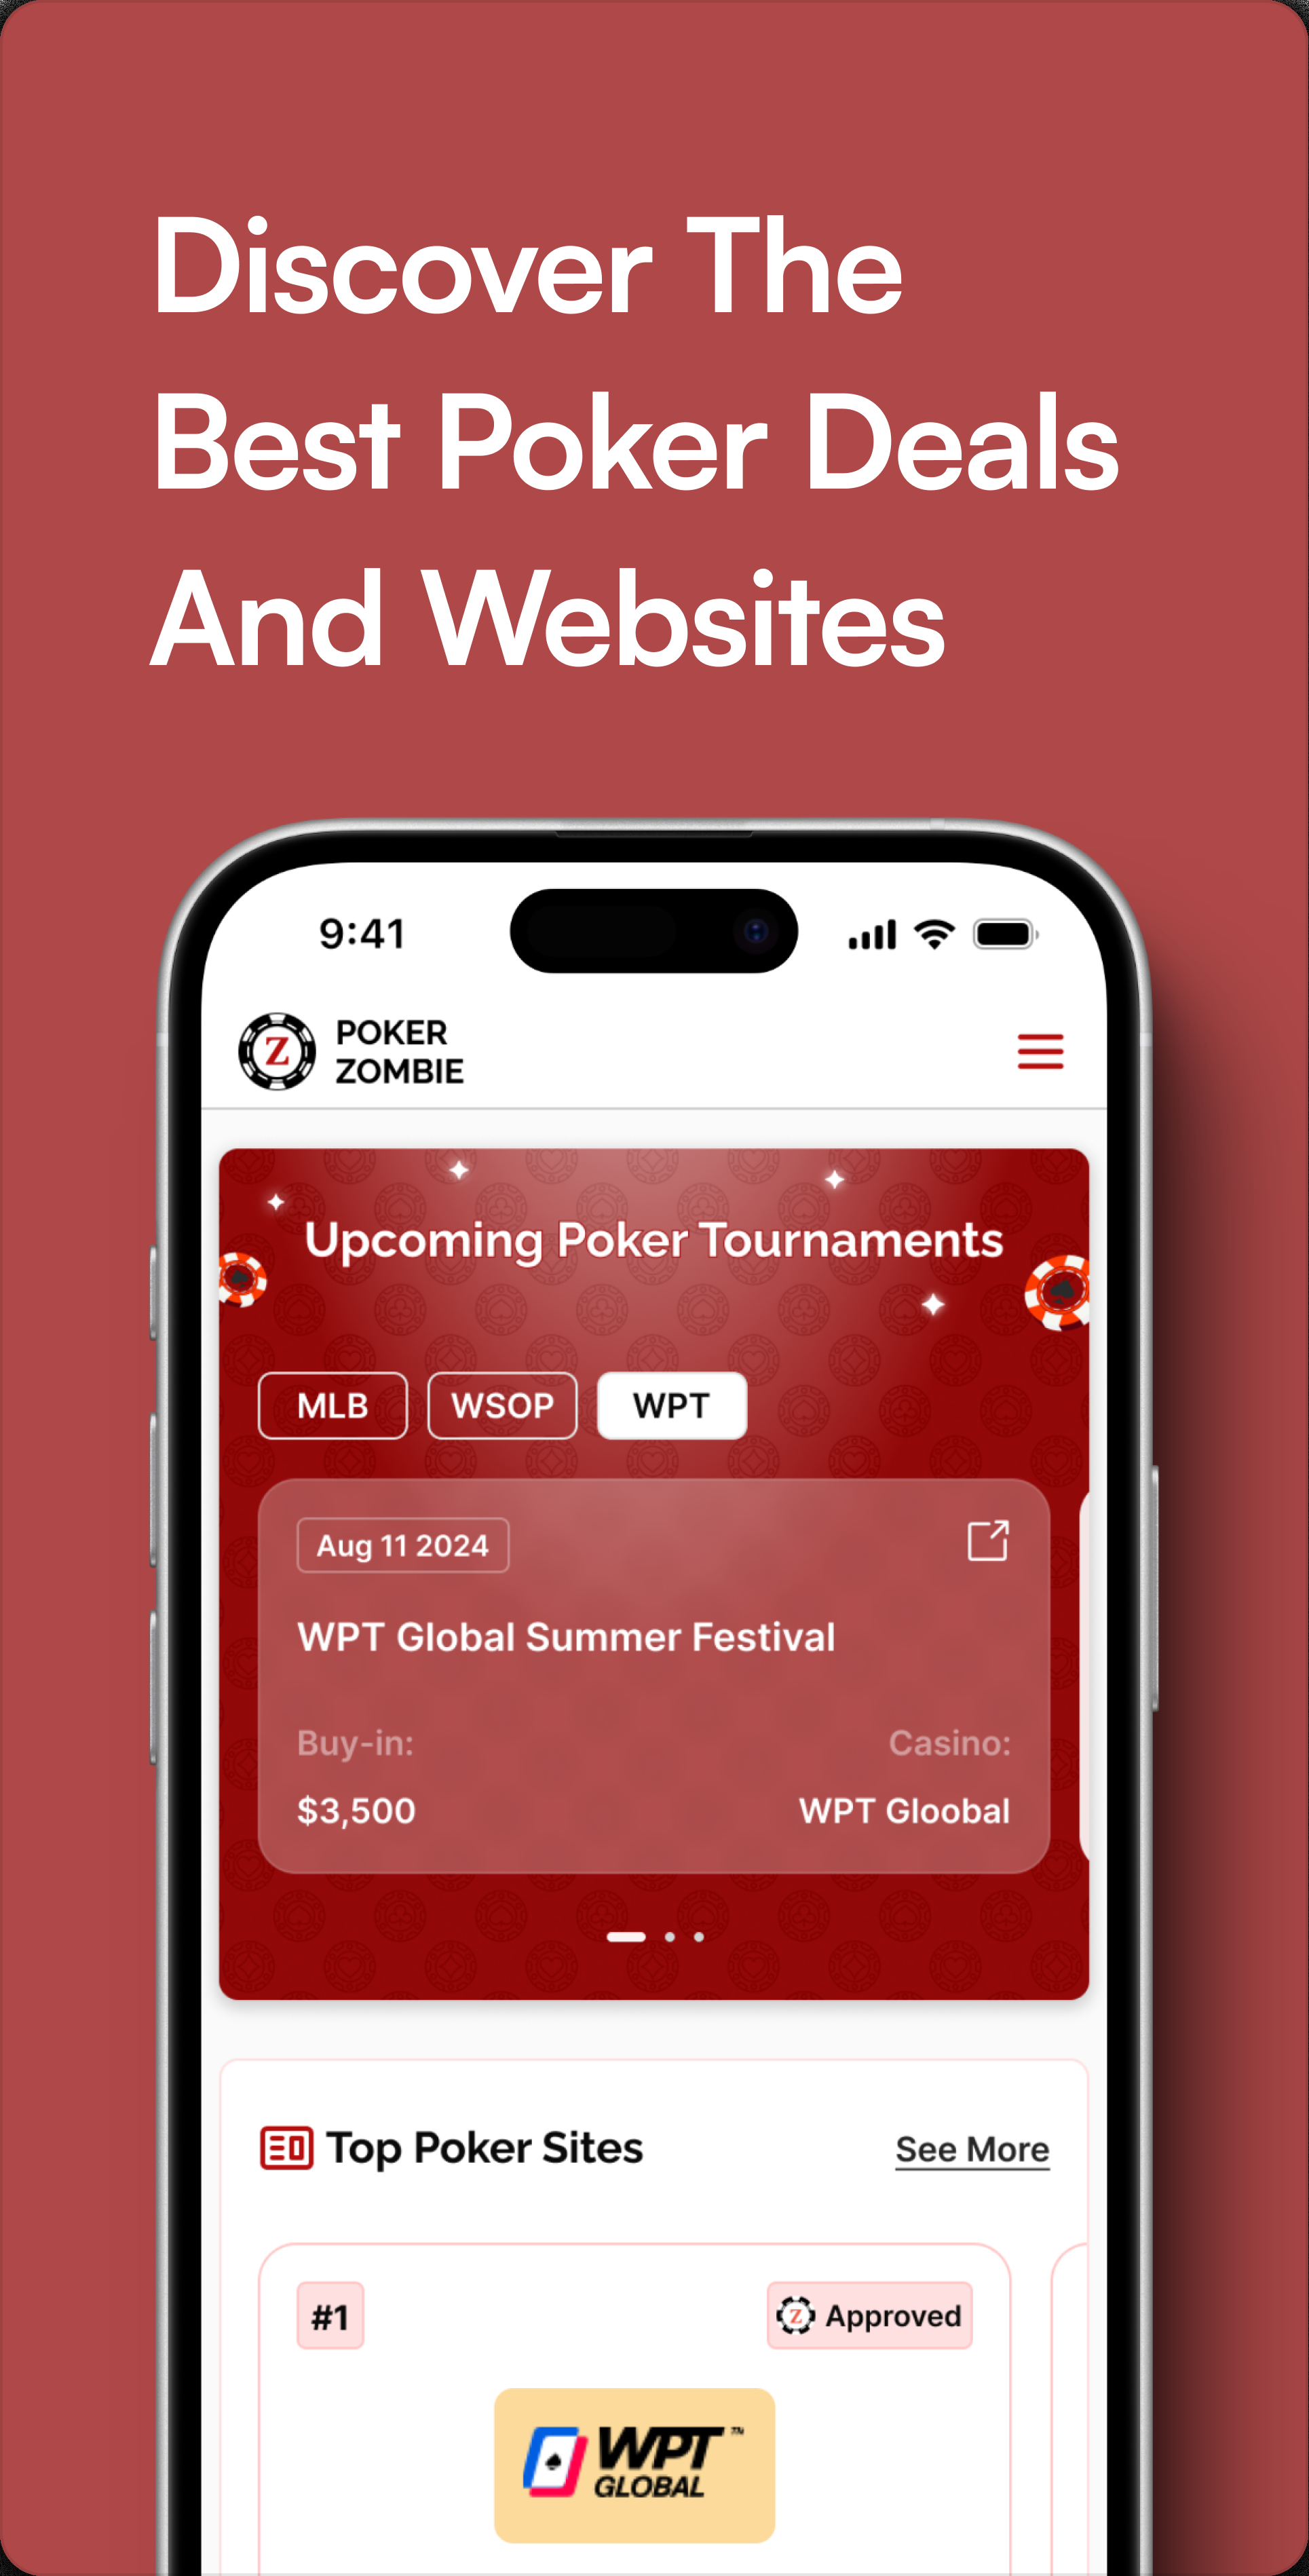 Discover The
Best Poker Deals
And Websites
9:41
POKER
ZOMBIE
Upcoming Poker Tournaments
MLB WSOP WPT
Aug 11 2024
WPT Global Summer Festival
Buy-in: Casino:
$3,500 WPT Gloobal
Top Poker Sites See More
#1 Z Approved
WPT ™
GLOBAL